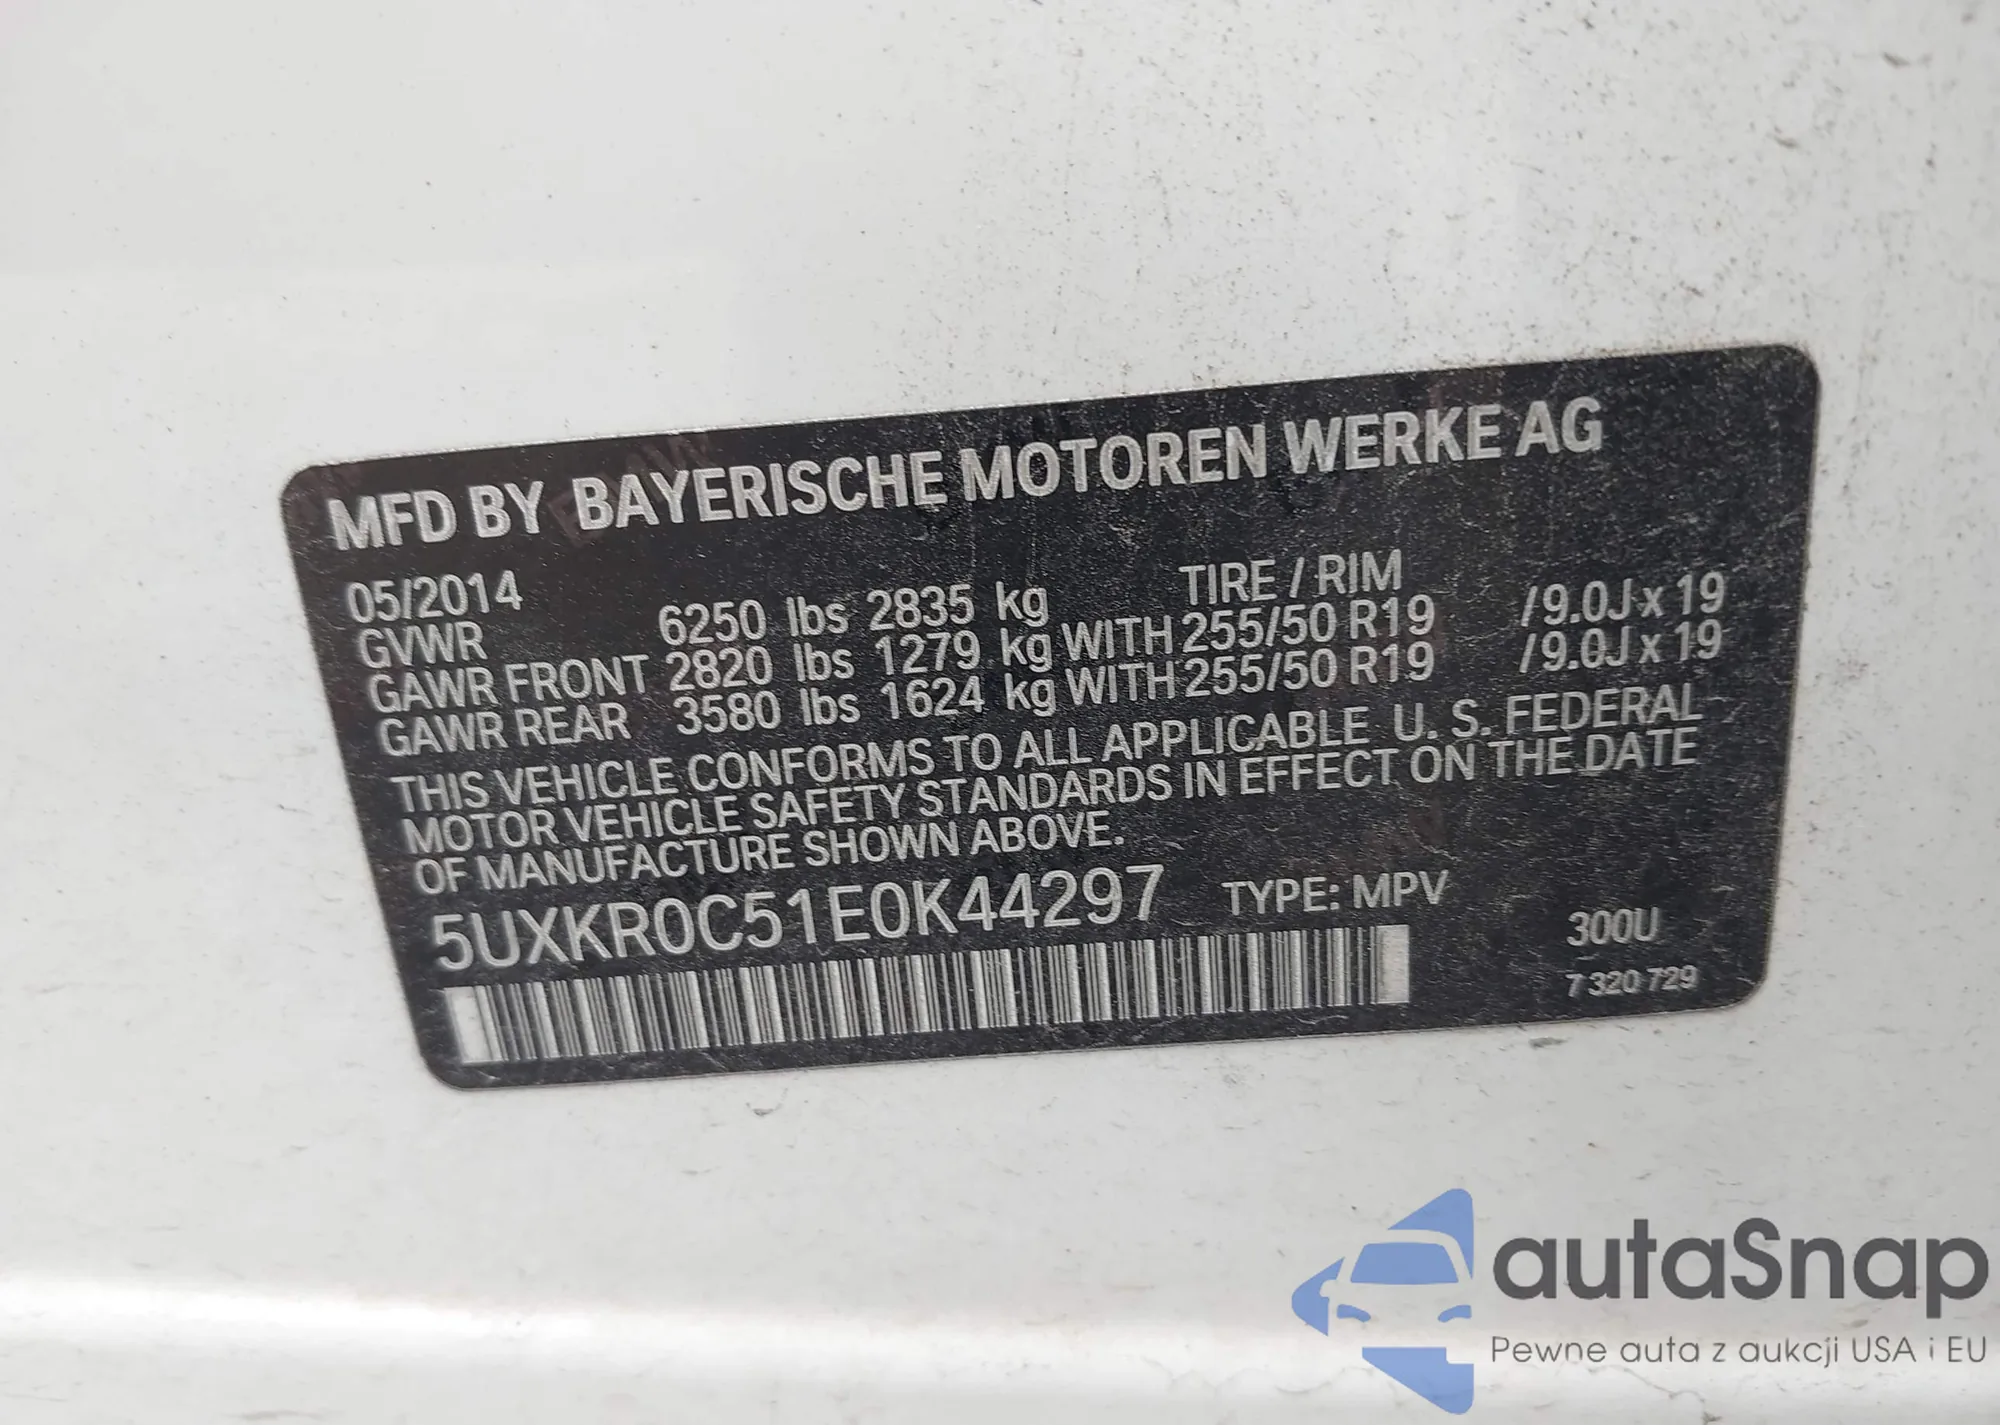 MFD BY BAYERISCHE MOTOREN WERKE AG
05/2014 TIRE / RIM
GVWR 6250 lbs 2835 kg
GAWR FRONT 2820 lbs 1279 kg WITH 255/50 R19 /9.0J x 19
GAWR REAR 3580 lbs 1624 kg WITH 255/50 R19 /9.0J x 19
THIS VEHICLE CONFORMS TO ALL APPLICABLE U. S. FEDERAL
MOTOR VEHICLE SAFETY STANDARDS IN EFFECT ON THE DATE
OF MANUFACTURE SHOWN ABOVE.
5UXKR0C51E0K44297 TYPE: MPV
300U
7 320 729
autaSnap
Pewne auta z aukcji USA i EU